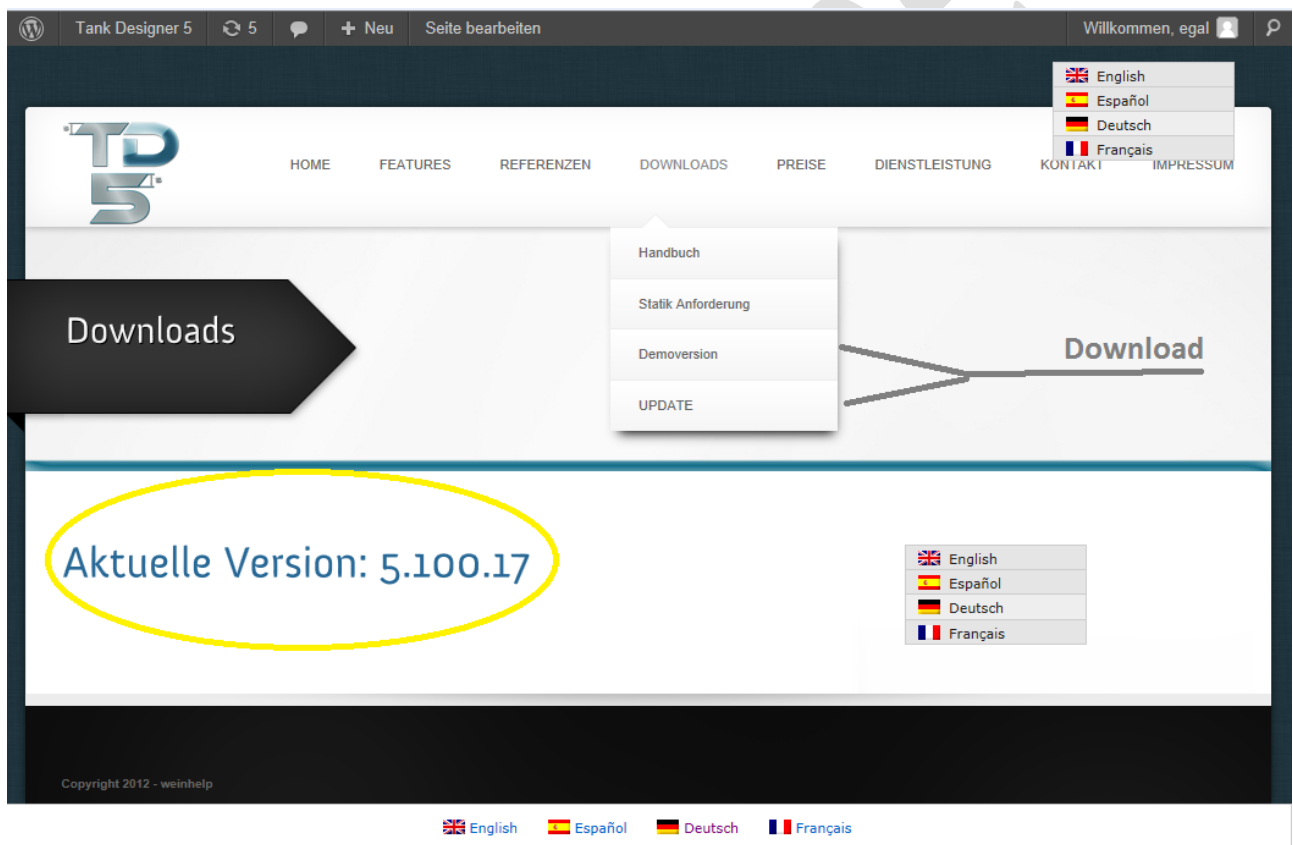 Tank Designer 5 5 Neu Seite bearbeiten Willkommen, egal
English
Español
Deutsch
Français
TD
5
HOME FEATURES REFERENZEN DOWNLOADS PREISE DIENSTLEISTUNG KONTAKT IMPRESSUM
Handbuch
Statik Anforderung
Demoversion
UPDATE
Downloads
Download
Aktuelle Version: 5.100.17
English
Español
Deutsch
Français
Copyright 2012 - weinhelp
English Español Deutsch Français